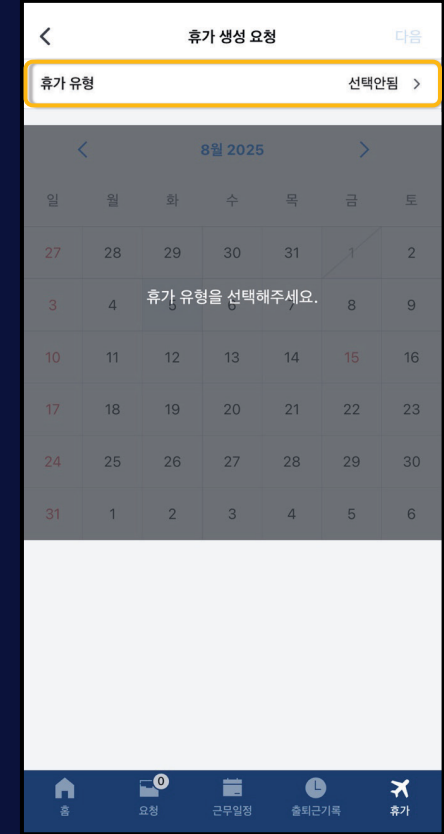 휴가 생성 요청 다음
휴가 유형 선택안됨
8월 2025
일 월 화 수 목 금 토
27 28 29 30 31 1 2
3 4 5 6 7 8 9
휴가 유형을 선택해주세요.
10 11 12 13 14 15 16
17 18 19 20 21 22 23
24 25 26 27 28 29 30
31 1 2 3 4 5 6
0
홈 요청 근무일정 출퇴근기록 휴가